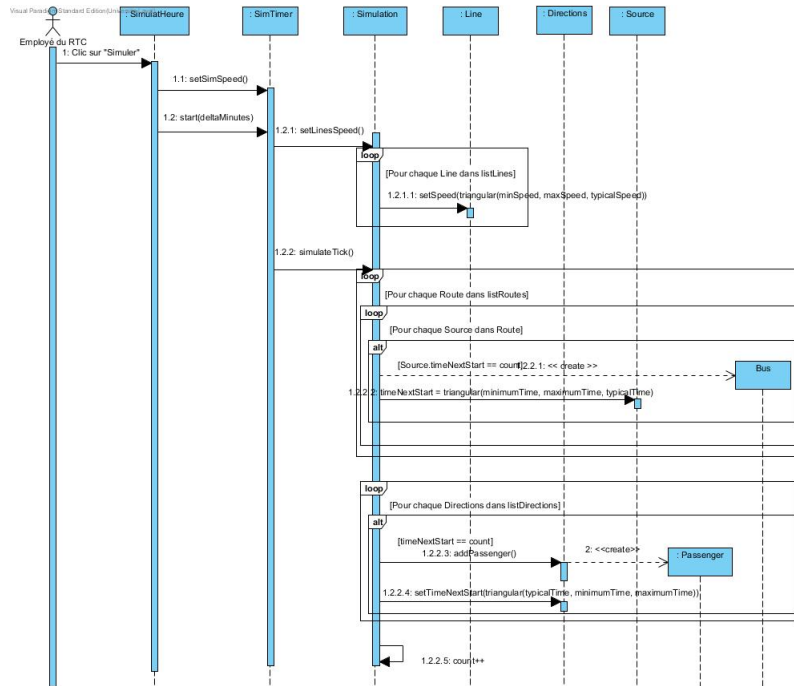 Visual Paradigm Standard Edition
: SimulatHeure
: SimTimer
: Simulation
: Line
: Directions
: Source
Employé du RTC
1: Clic sur "Simuler"
1.1: setSimSpeed()
1.2: start(deltaMinutes)
1.2.1: setLinesSpeed()
loop
[Pour chaque Line dans listLines]
1.2.1.1: setSpeed(triangular(minSpeed, maxSpeed, typicalSpeed))
1.2.2: simulateTick()
loop
[Pour chaque Route dans listRoutes]
loop
[Pour chaque Source dans Route]
alt
[Source.timeNextStart == count]
1.2.2.1: << create >>
Bus
1.2.2.2: timeNextStart = triangular(minimumTime, maximumTime, typicalTime)
loop
[Pour chaque Directions dans listDirections]
alt
[timeNextStart == count]
1.2.2.3: addPassenger()
2: <<create>>
: Passenger
1.2.2.4: setTimeNextStart(triangular(typicalTime, minimumTime, maximumTime))
1.2.2.5: count++